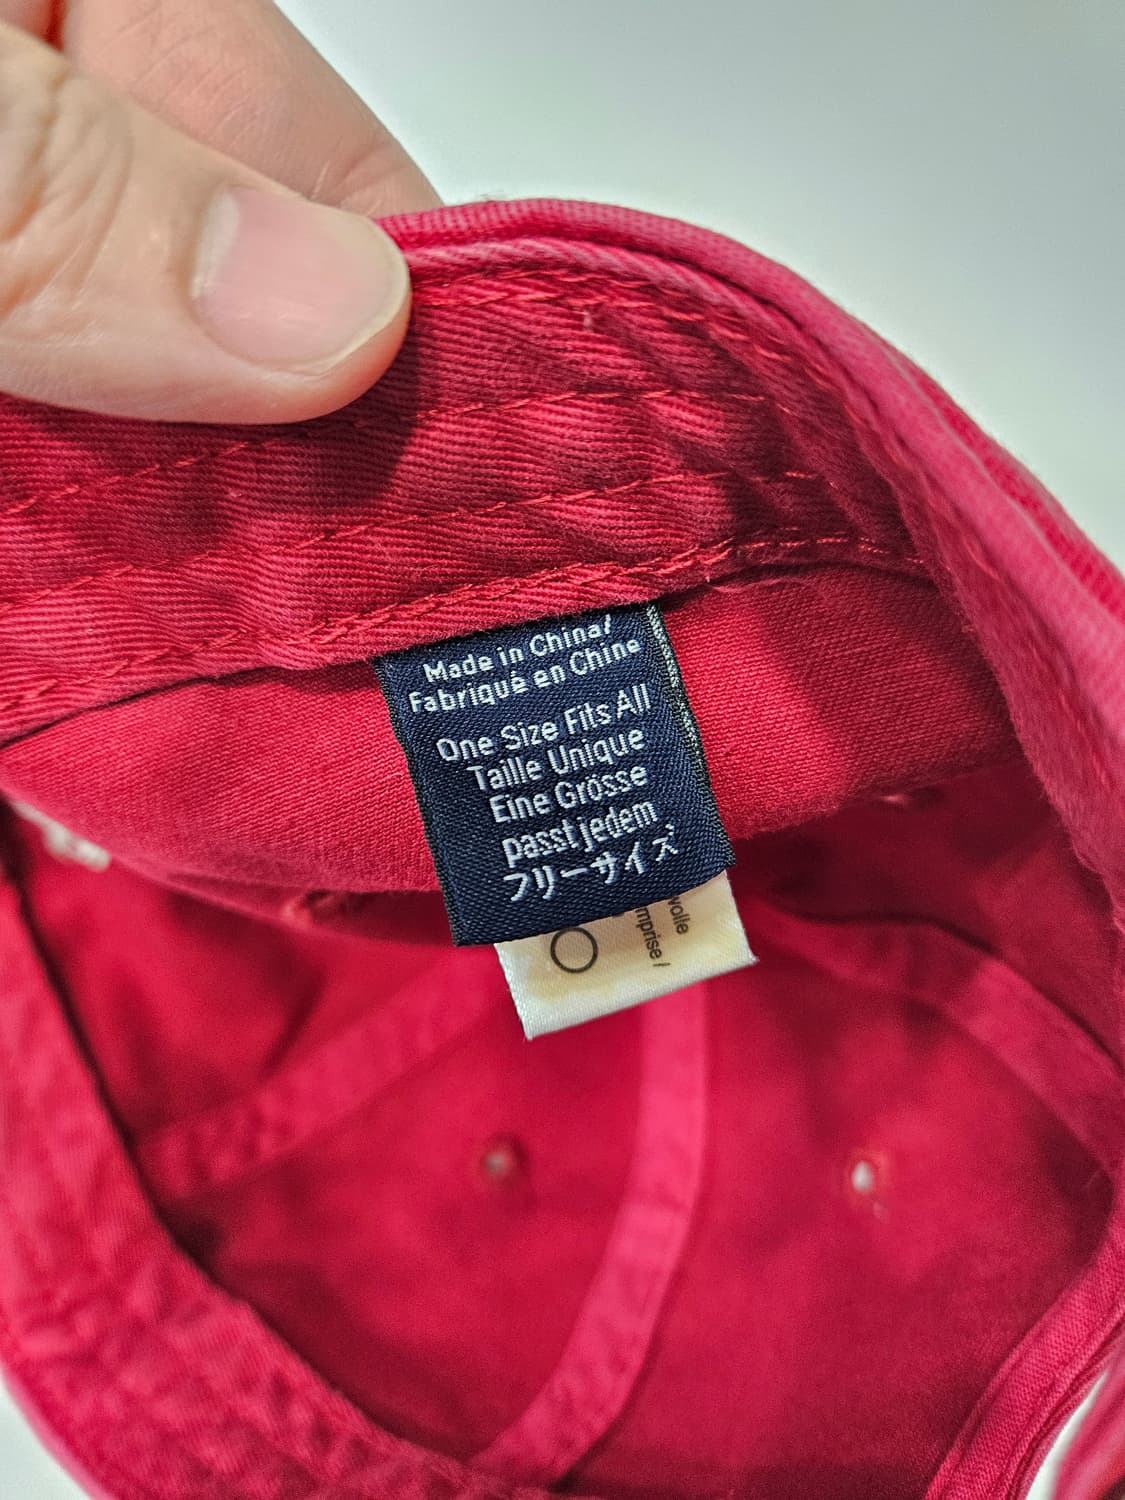 Made in China/
Fabriqué en Chine
One Size Fits All
Taille Unique
Eine Grösse
passt jedem
フリーサイズ